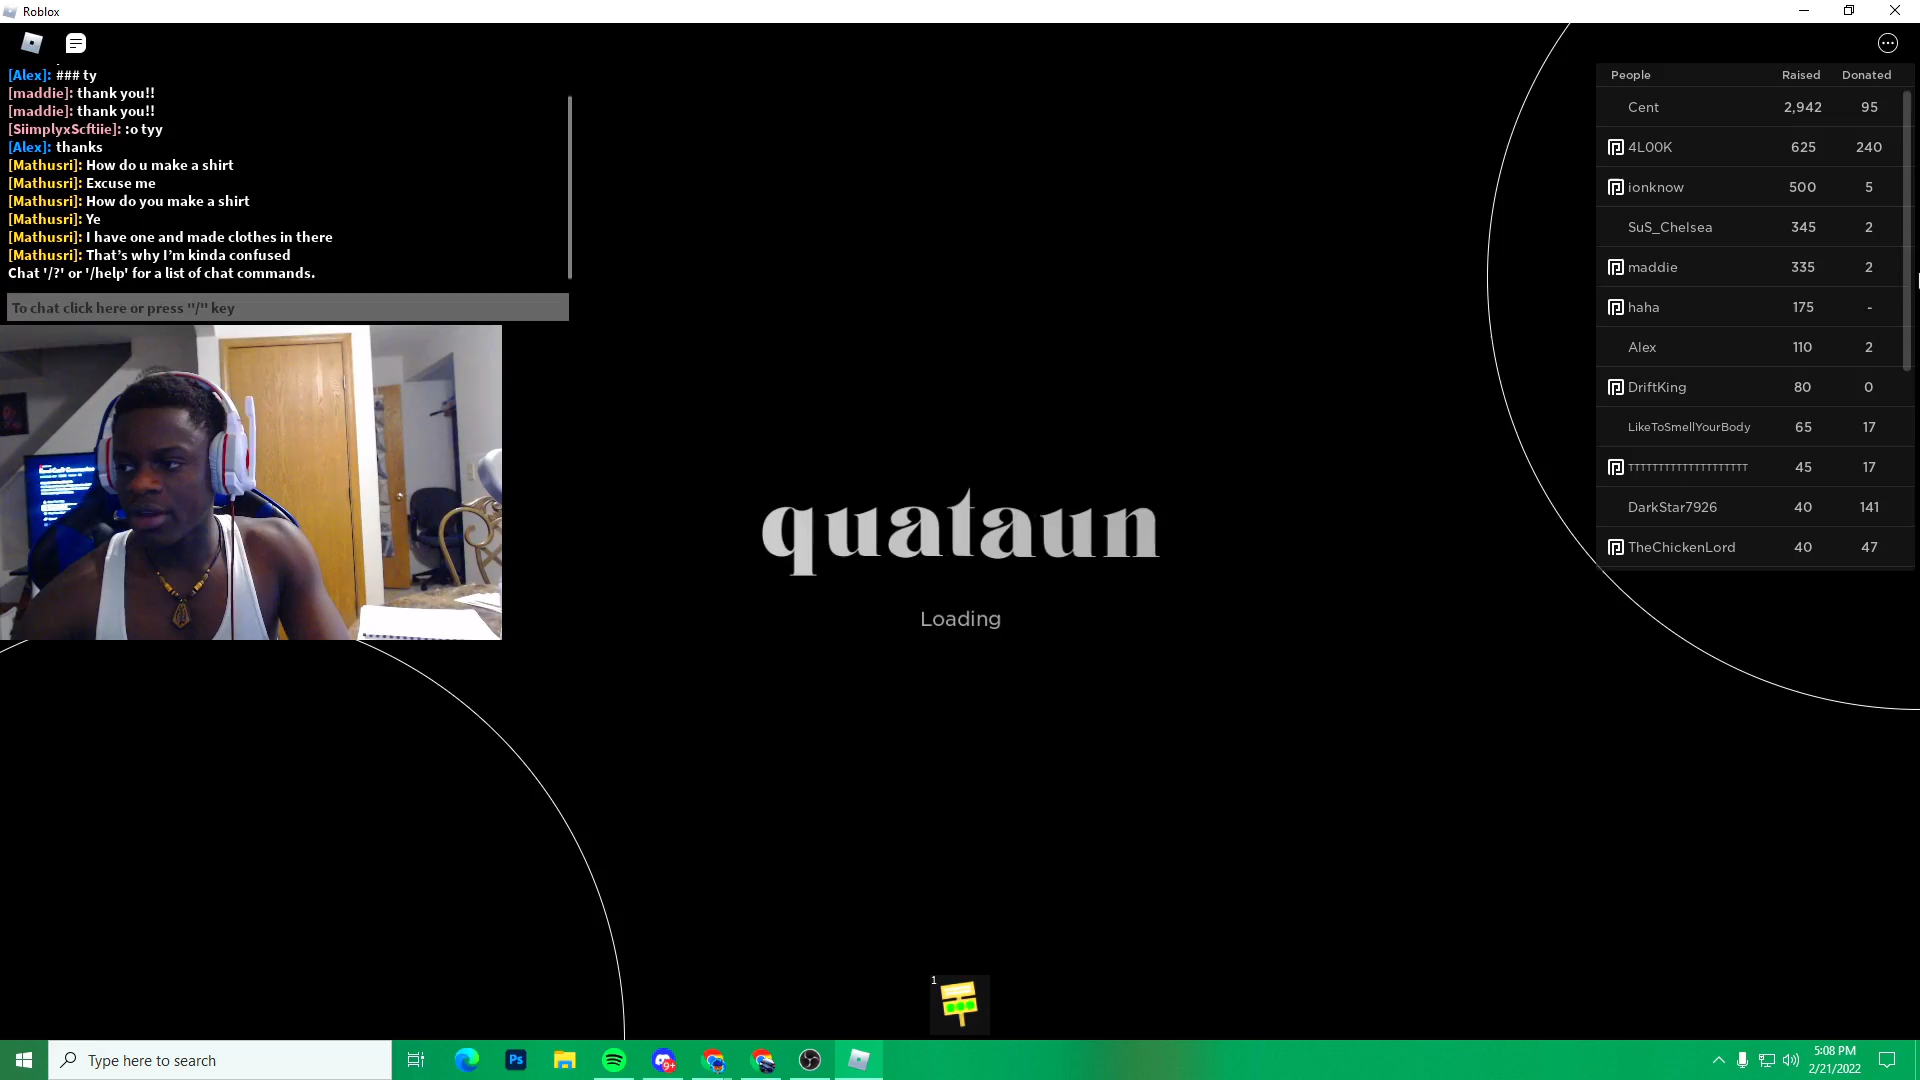 Roblox
[Alex]: ### ty
[maddie]: thank you!!
[maddie]: thank you!!
[SiimplyxScftiie]: :o tyy
[Alex]: thanks
[Mathusri]: How do u make a shirt
[Mathusri]: Excuse me
[Mathusri]: How do you make a shirt
[Mathusri]: Ye
[Mathusri]: I have one and made clothes in there
[Mathusri]: That's why I'm kinda confused
Chat '/?' or '/help' for a list of chat commands.
To chat click here or press "/" key
People Raised Donated
Cent 2,942 95
4L00K 625 240
ionknow 500 5
SuS_Chelsea 345 2
maddie 335 2
haha 175 -
Alex 110 2
DriftKing 80 0
LikeToSmellYourBody 65 17
TTTTTTTTTTTTTTTTTTTT 45 17
DarkStar7926 40 141
TheChickenLord 40 47
quataun
Loading
1
Type here to search
Ps
9+
5:08 PM
2/21/2022